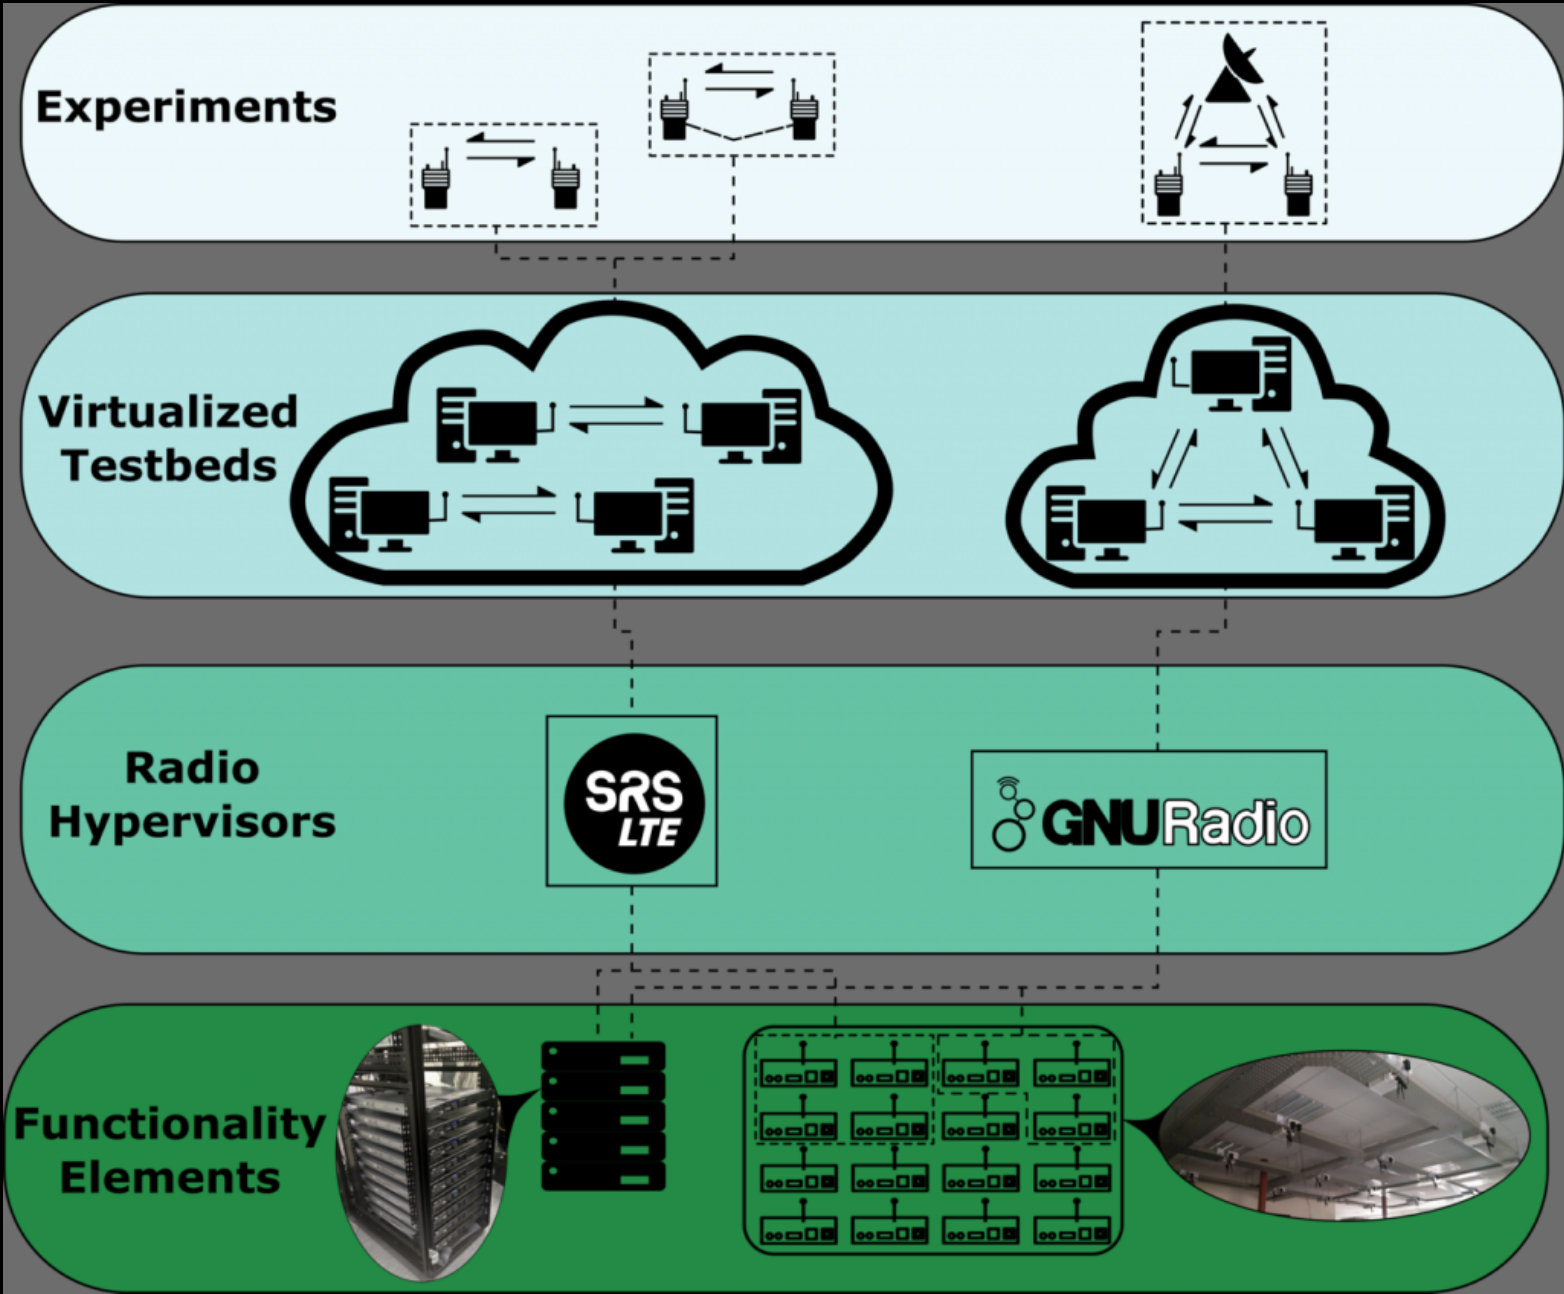 Experiments
Virtualized
Testbeds
Radio
Hypervisors
SRS
LTE
GNURadio
Functionality
Elements